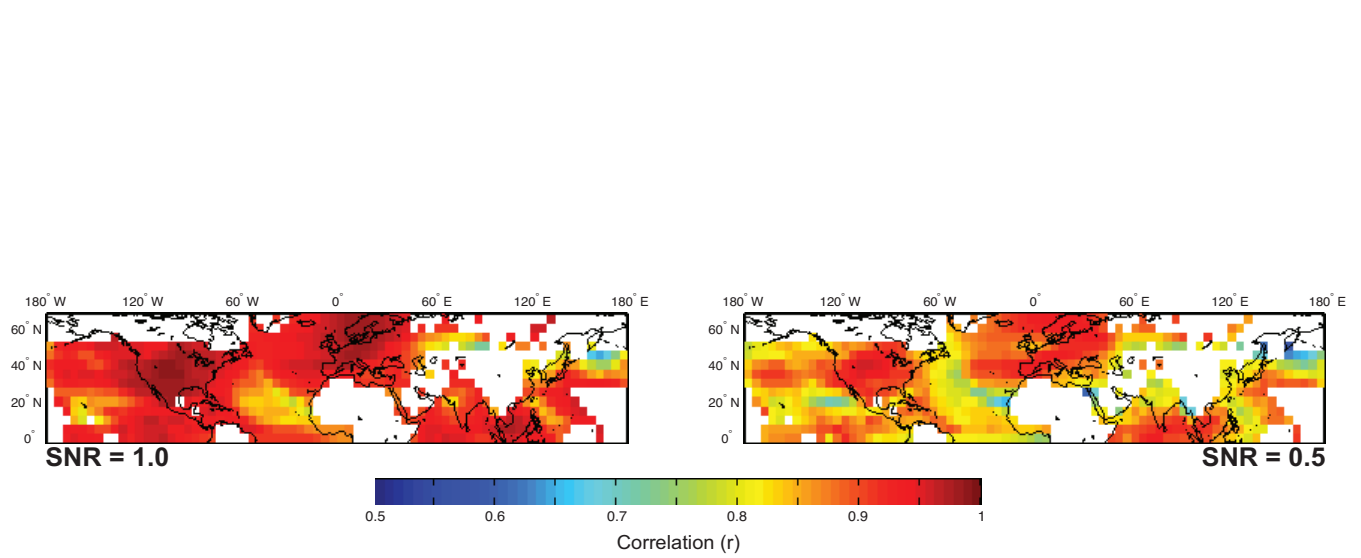 180° W 120° W 60° W 0° 60° E 120° E 180° E 180° W 120° W 60° W 0° 60° E 120° E 180° E
60° N 60° N
40° N 40° N
20° N 20° N
0° 0°
SNR = 1.0 SNR = 0.5
0.5 0.6 0.7 0.8 0.9 1
Correlation (r)